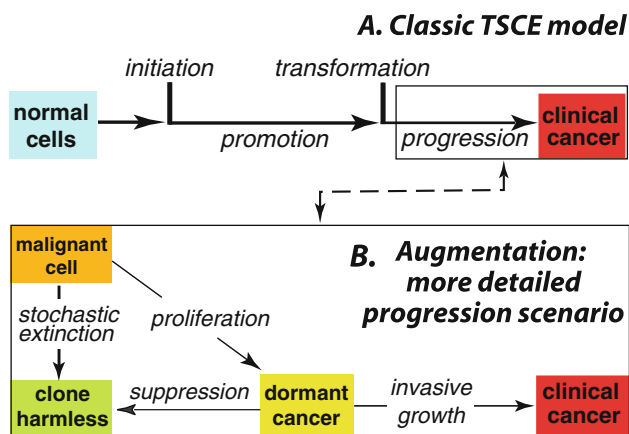 A. Classic TSCE model
initiation
transformation
normal
cells
promotion
progression
clinical
cancer
malignant
cell
B. Augmentation:
more detailed
progression scenario
stochastic
extinction
proliferation
clone
harmless
suppression
dormant
cancer
invasive
growth
clinical
cancer